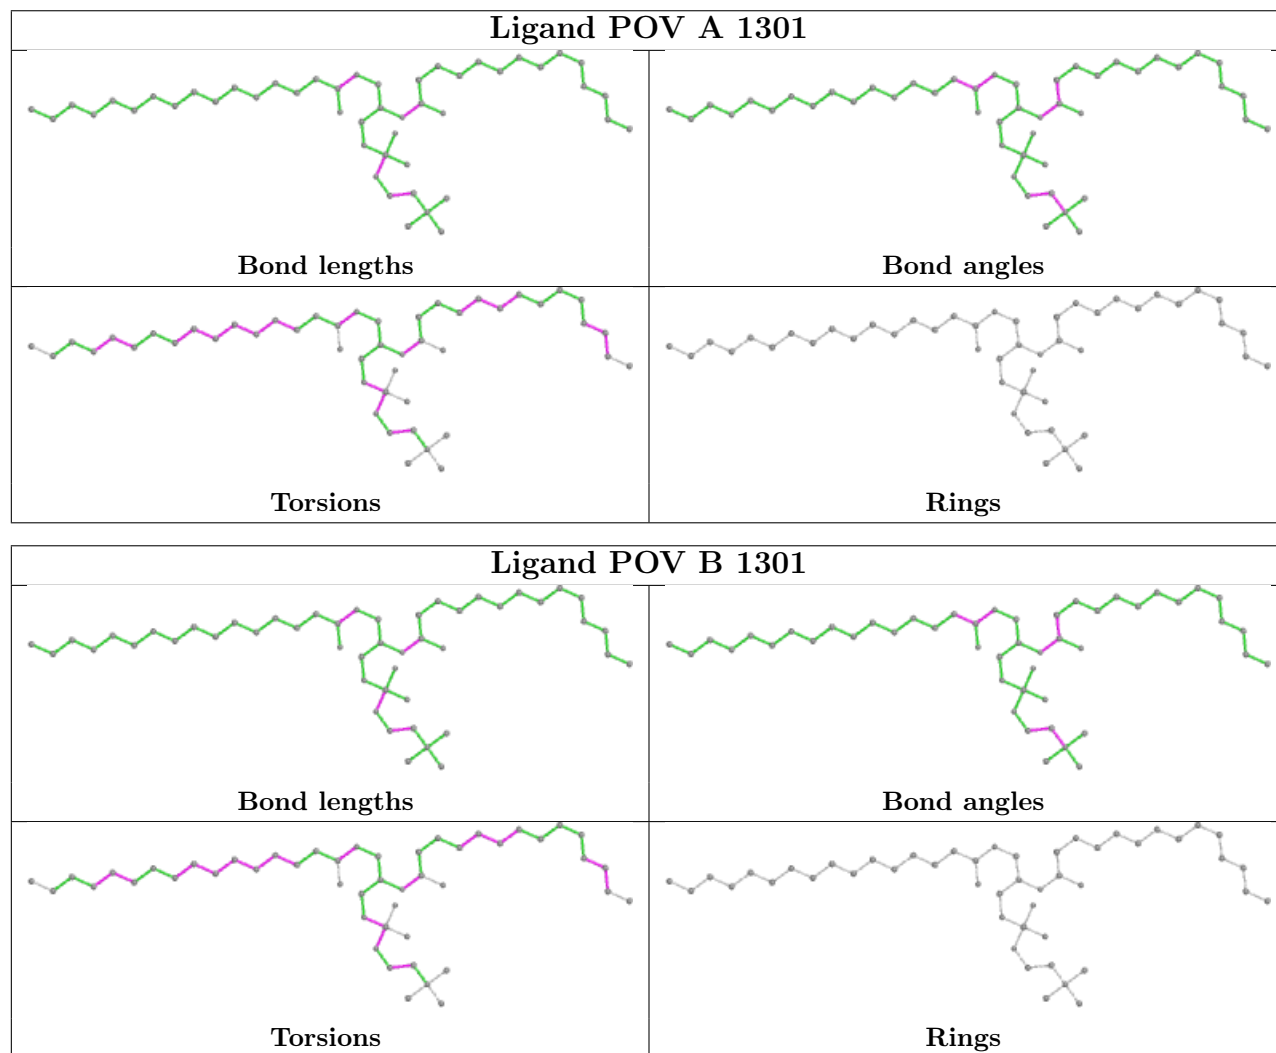 Ligand POV A 1301
Bond lengths
Bond angles
Torsions
Rings
Ligand POV B 1301
Bond lengths
Bond angles
Torsions
Rings